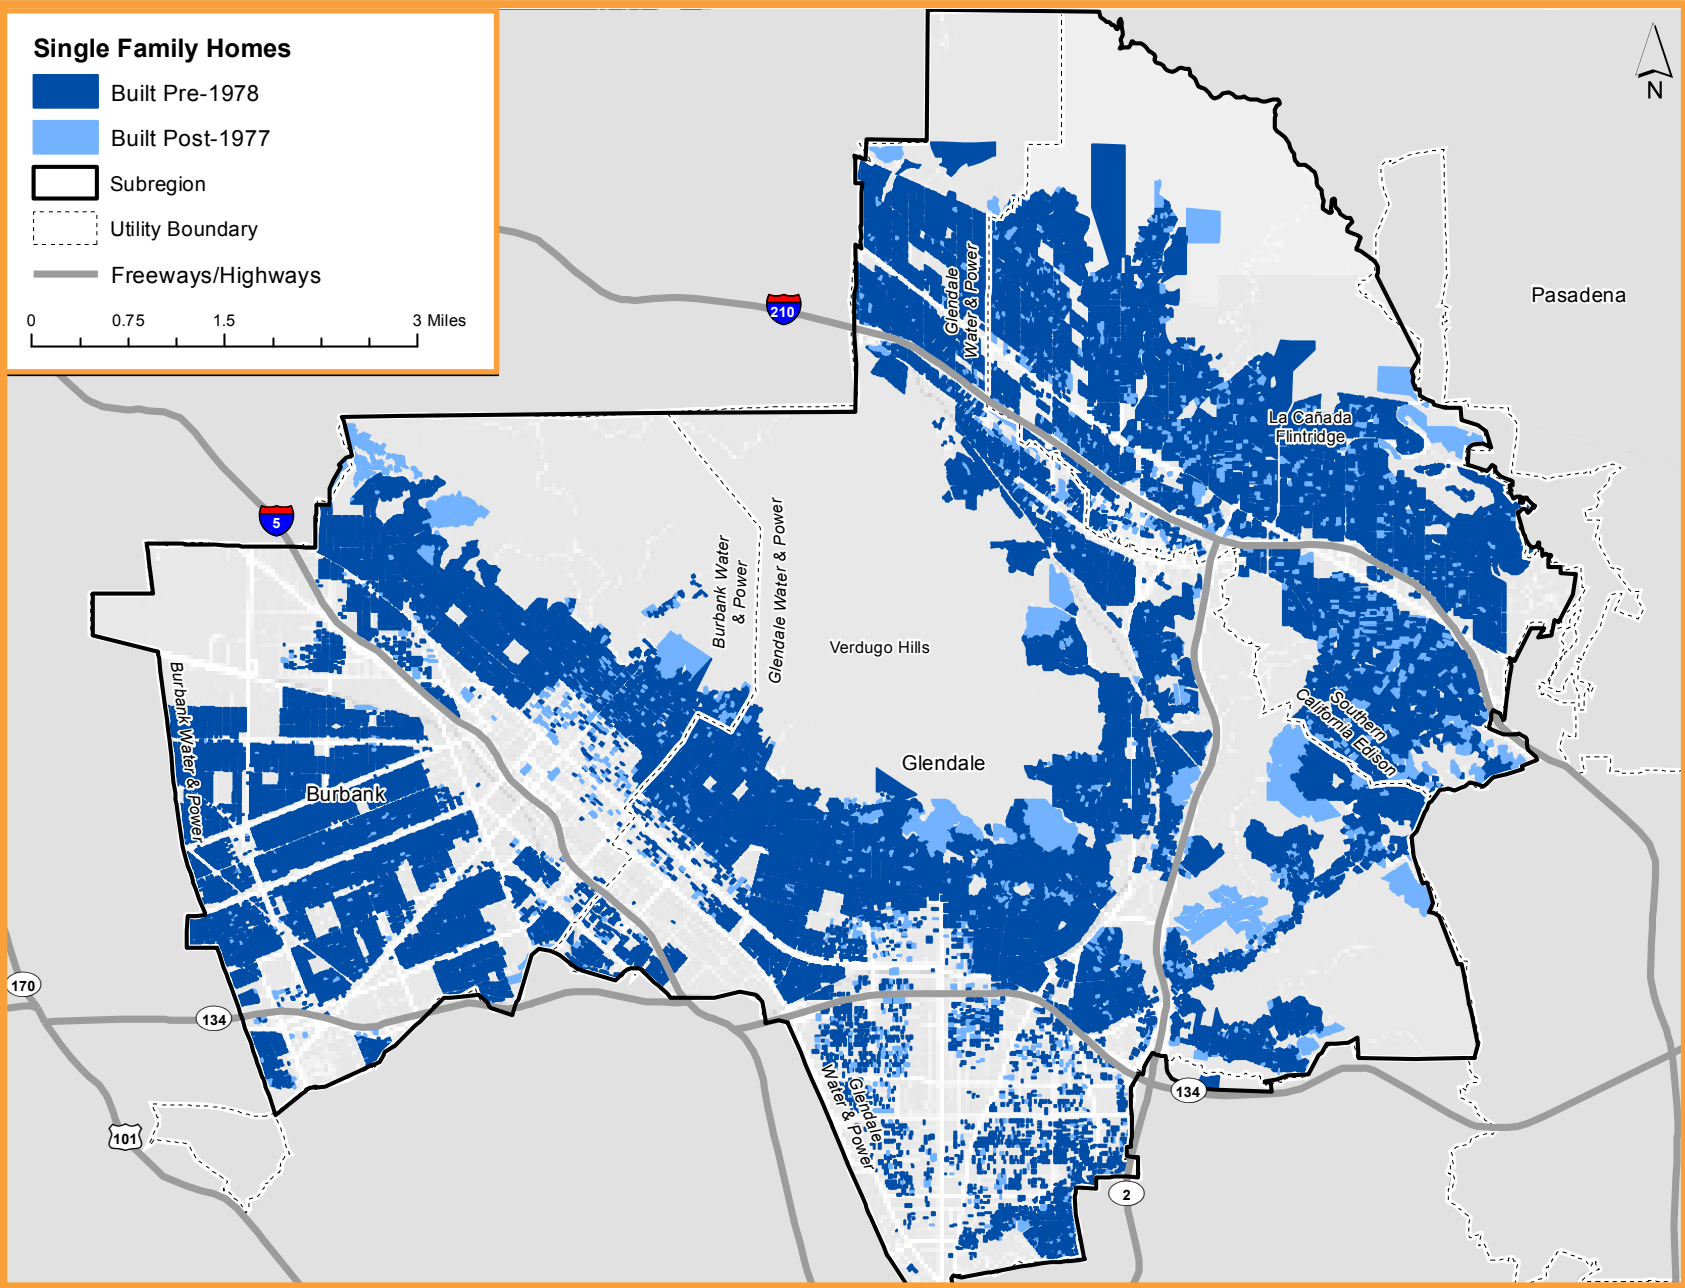 Single Family Homes
Built Pre-1978
Built Post-1977
Subregion
Utility Boundary
Freeways/Highways
0 0.75 1.5 3 Miles
N
Pasadena
210
Glendale
Water & Power
La Cañada
Flintridge
5
Burbank Water
& Power
Glendale Water & Power
Verdugo Hills
Burbank Water & Power
Southern
California Edison
Glendale
Burbank
170
134
Glendale
Water & Power
134
101
2